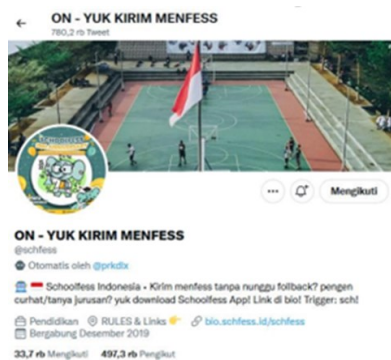 ON - YUK KIRIM MENFESS
780,2 rb Tweet
SCHOOLFESS
Mengikuti
ON - YUK KIRIM MENFESS
@schfess
Otomatis oleh @prkdlx
Schoolfess Indonesia • Kirim menfess tanpa nunggu follback? pengen
curhat/tanya jurusan? yuk download Schoolfess App! Link di bio! Trigger: sch!
Pendidikan RULES & Links 👉 bio.schfess.id/schfess
Bergabung Desember 2019
33,7 rb Mengikuti 497,3 rb Pengikut